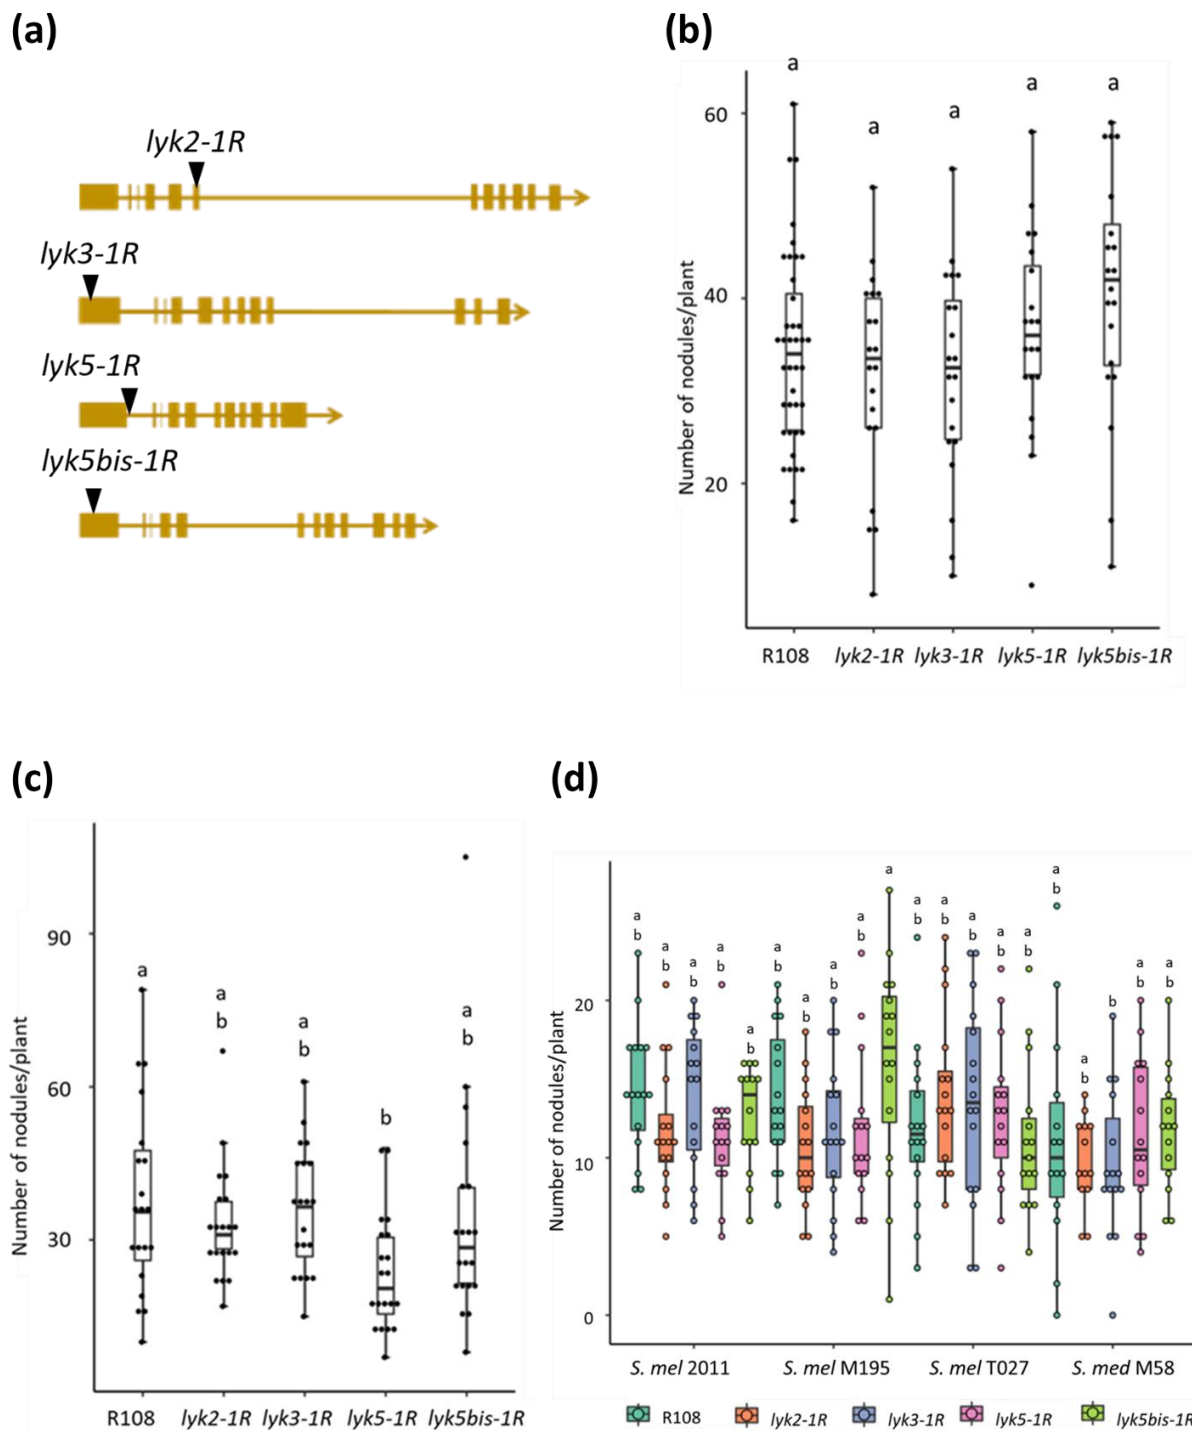 (a)
lyk2-1R
lyk3-1R
lyk5-1R
lyk5bis-1R
(b)
a
a
a
a
a
60
40
20
Number of nodules/plant
R108 lyk2-1R lyk3-1R lyk5-1R lyk5bis-1R
(c)
a
a
b
a
b
b
a
b
90
60
30
Number of nodules/plant
R108 lyk2-1R lyk3-1R lyk5-1R lyk5bis-1R
(d)
a
b
a
b
a
b
a
b
a
b
a
b
a
b
a
b
a
b
a
a
b
a
b
a
b
a
b
a
b
a
b
a
b
b
a
b
a
b
20
10
0
Number of nodules/plant
S. mel 2011 S. mel M195 S. mel T027 S. med M58
R108 lyk2-1R lyk3-1R lyk5-1R lyk5bis-1R